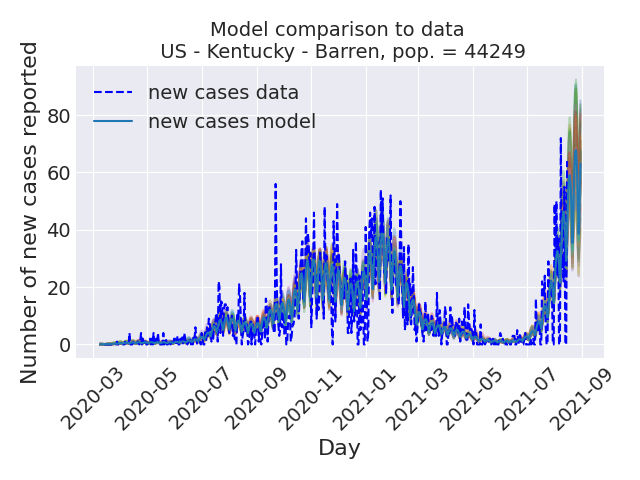 Model comparison to data
US - Kentucky - Barren, pop. = 44249
Number of new cases reported
80
60
40
20
0
new cases data
new cases model
2020-03
2020-05
2020-07
2020-09
2020-11
2021-01
2021-03
2021-05
2021-07
2021-09
Day